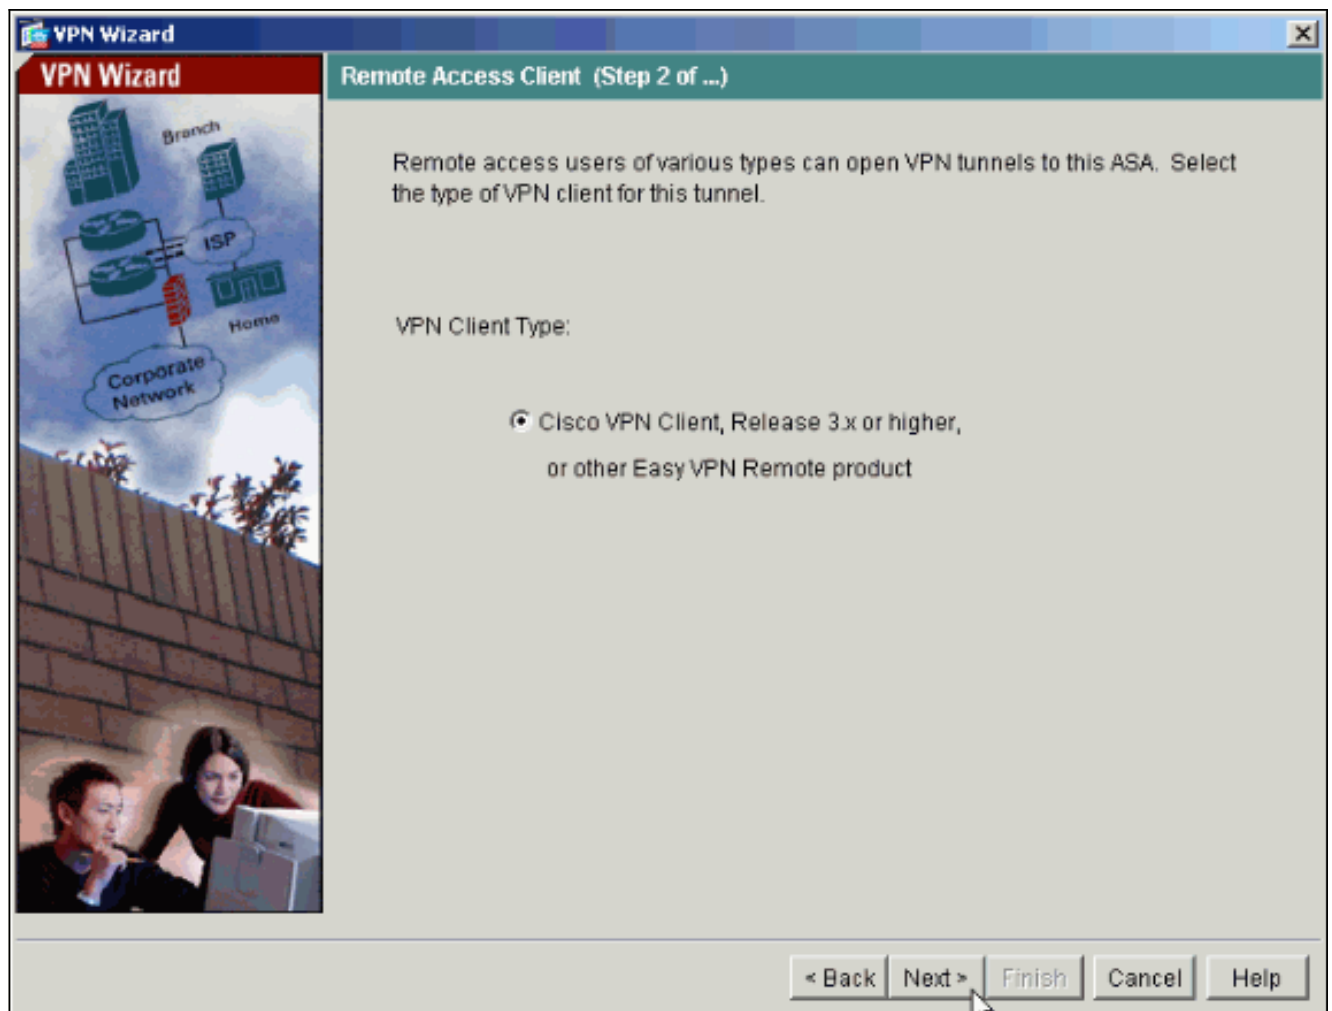 VPN Wizard
VPN Wizard
Remote Access Client (Step 2 of ...)
Branch
ISP
Home
Corporate
Network
Remote access users of various types can open VPN tunnels to this ASA. Select
the type of VPN client for this tunnel.
VPN Client Type:
Cisco VPN Client, Release 3.x or higher,
or other Easy VPN Remote product
< Back
Next >
Finish
Cancel
Help